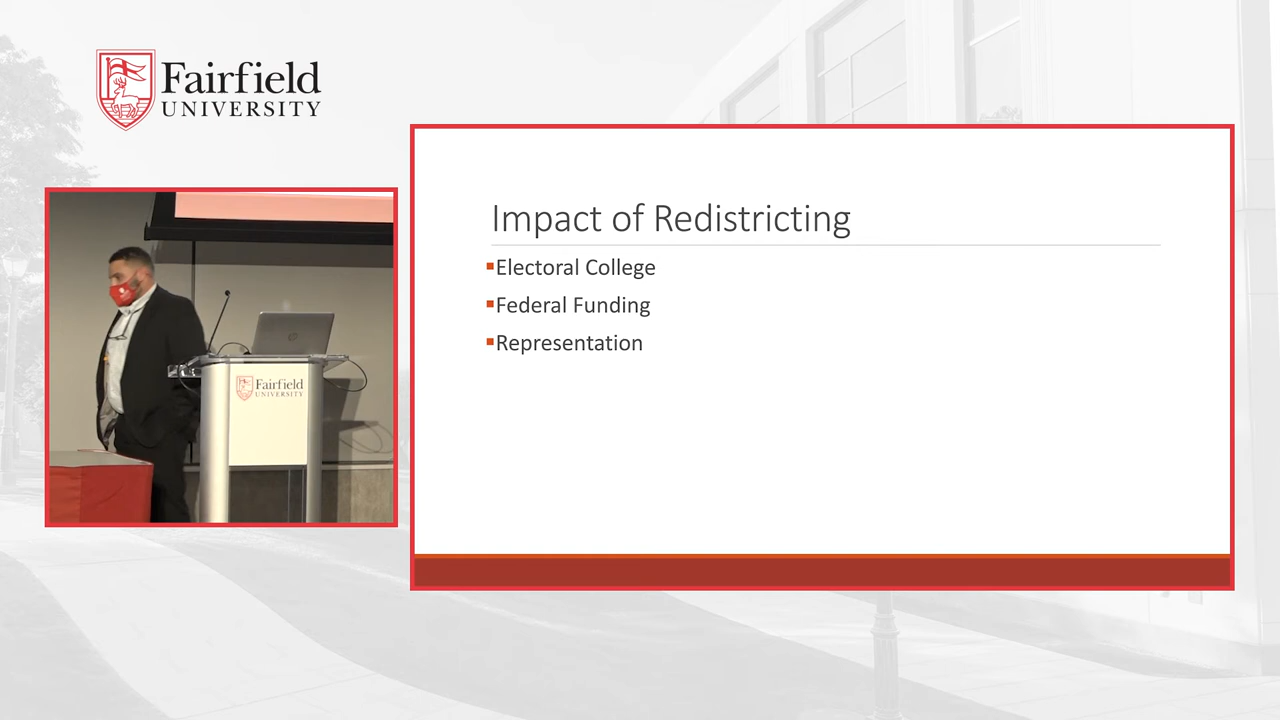 Fairfield
UNIVERSITY
Impact of Redistricting
Electoral College
Federal Funding
Representation
Fairfield
UNIVERSITY